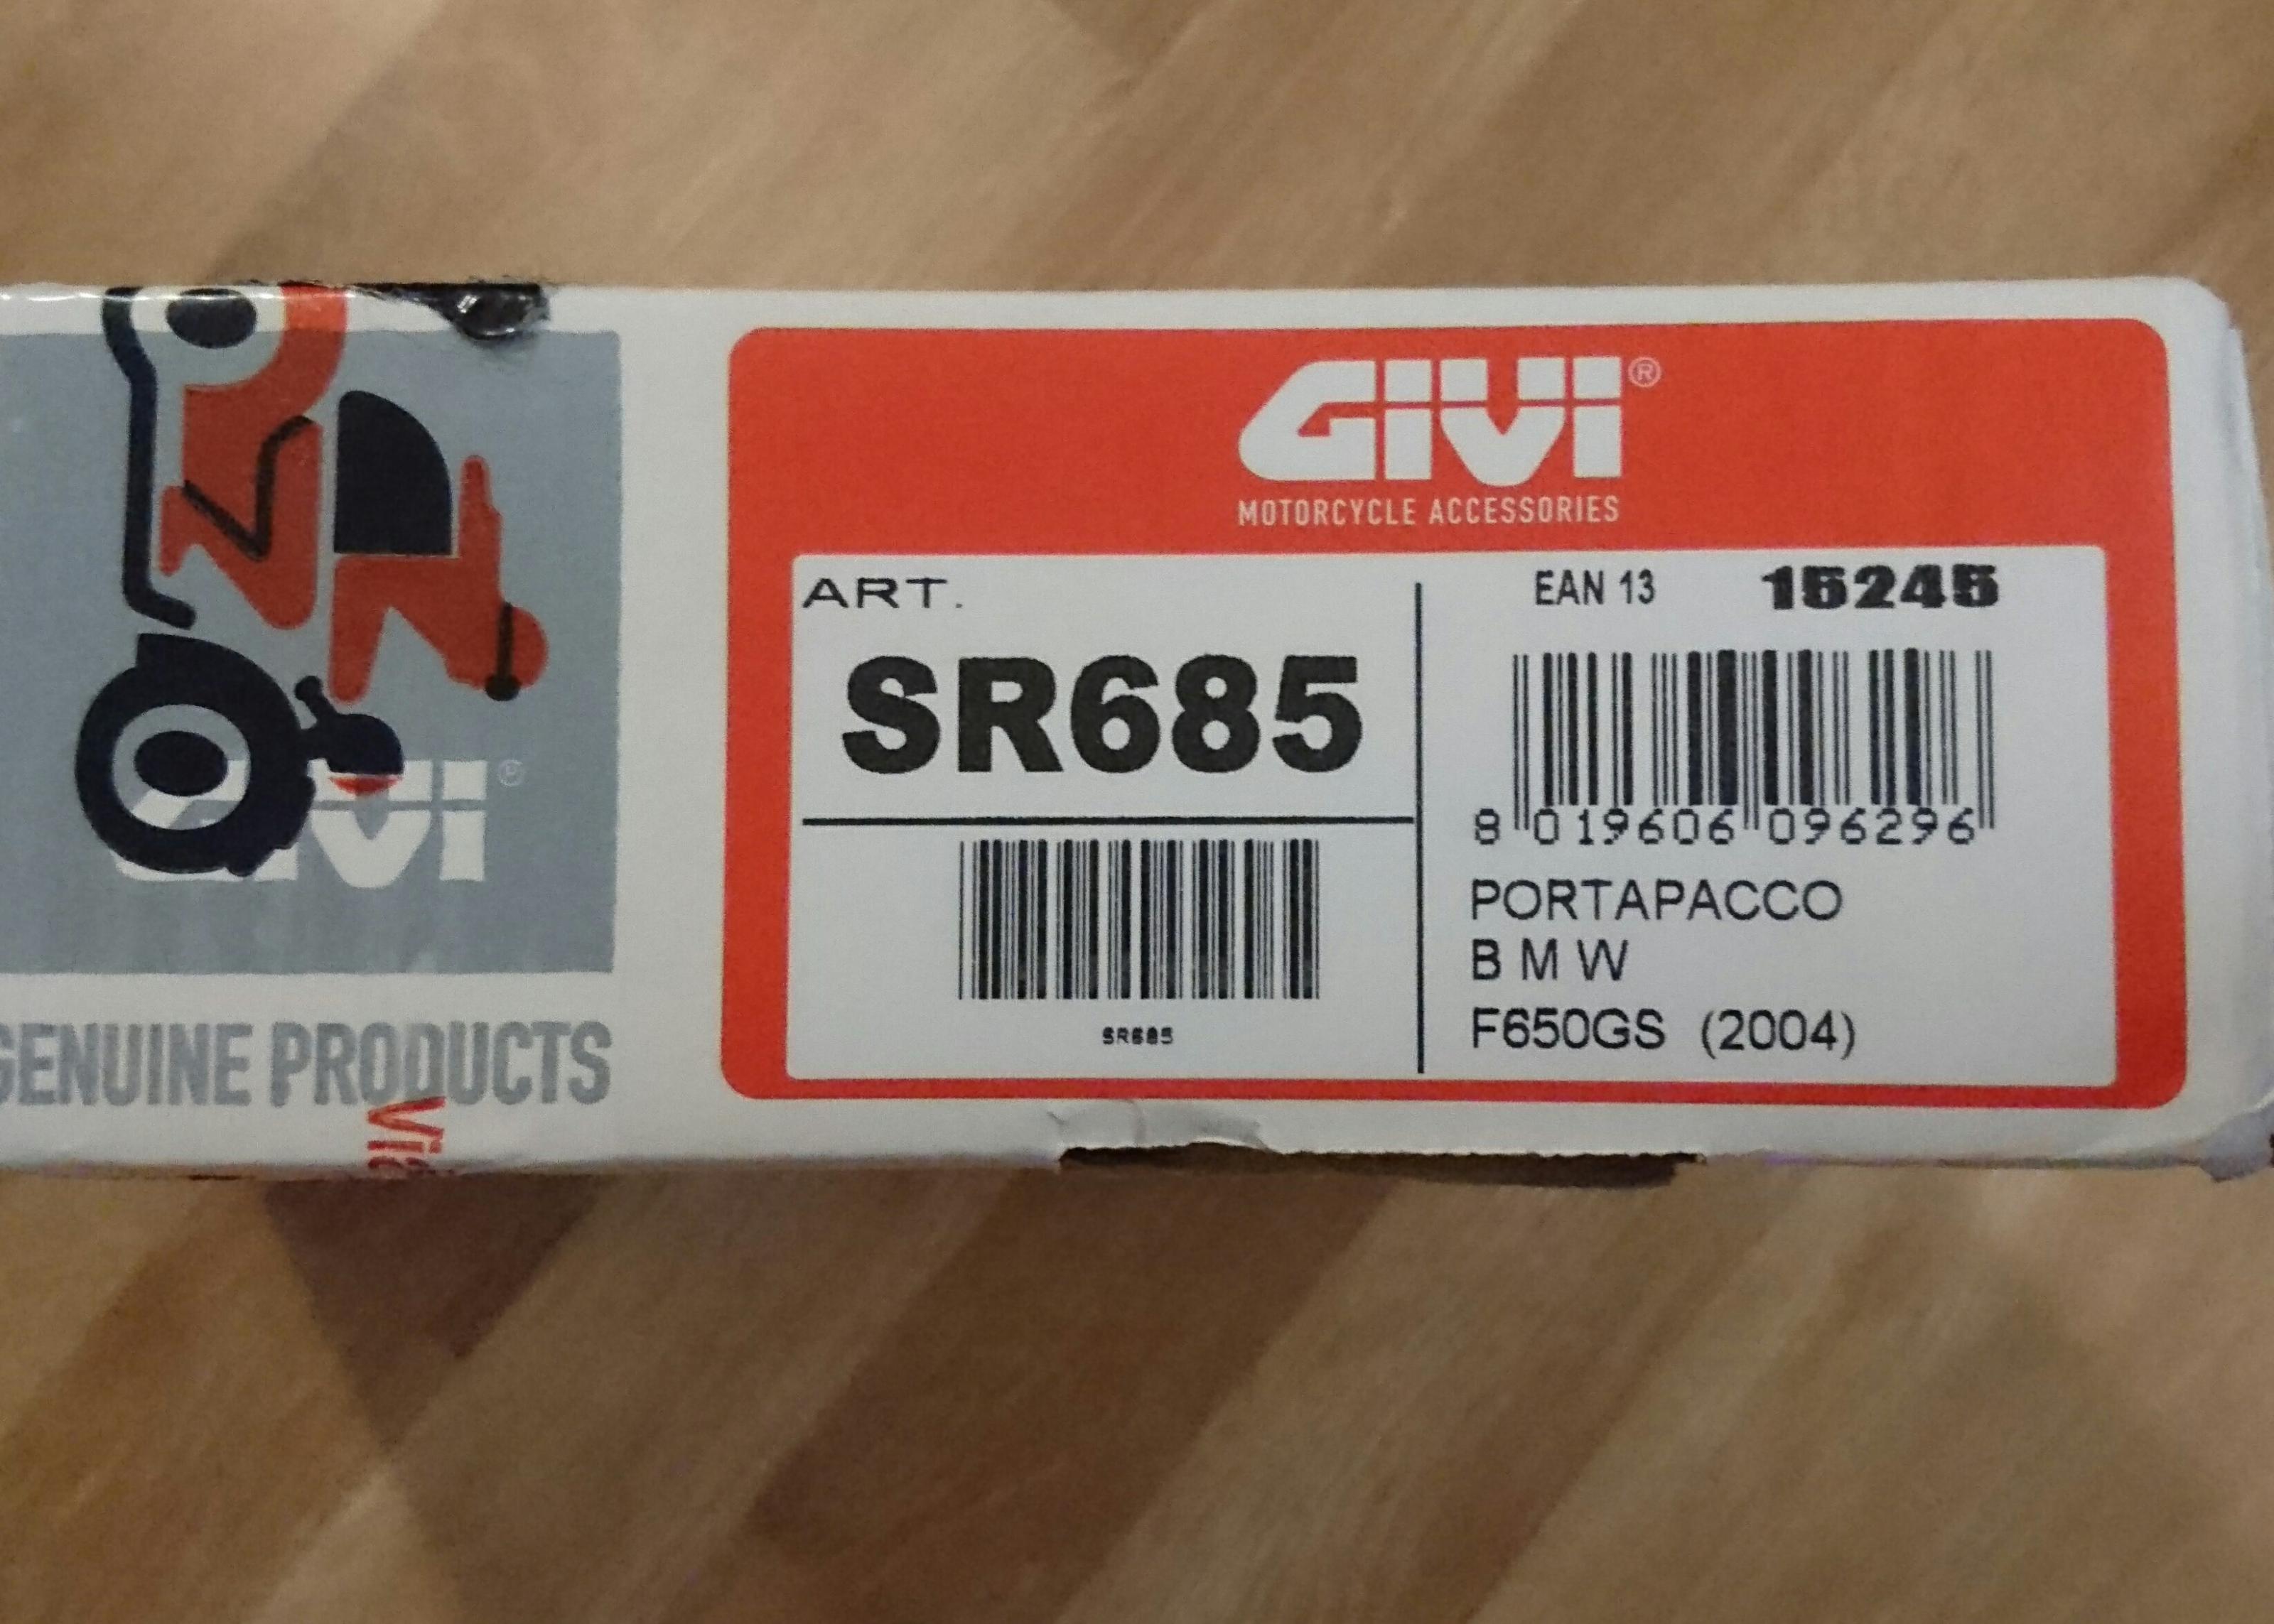 GIVI®
GENUINE PRODUCTS
GIVI®
MOTORCYCLE ACCESSORIES
ART.
SR685
SR685
EAN 13 15245
8 019606 096296
PORTAPACCO
B M W
F650GS (2004)